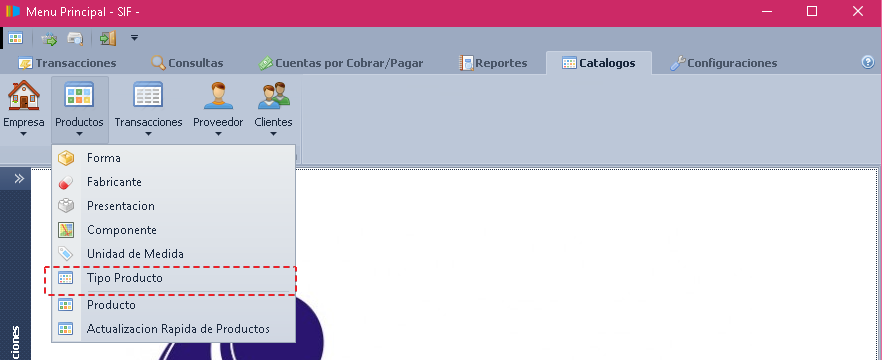 Menu Principal - SIF -
Transacciones
Consultas
Cuentas por Cobrar/Pagar
Reportes
Catalogos
Configuraciones
Empresa
Productos
Transacciones
Proveedor
Clientes
Forma
Fabricante
Presentacion
Componente
Unidad de Medida
Tipo Producto
Producto
Actualizacion Rapida de Productos
ciones